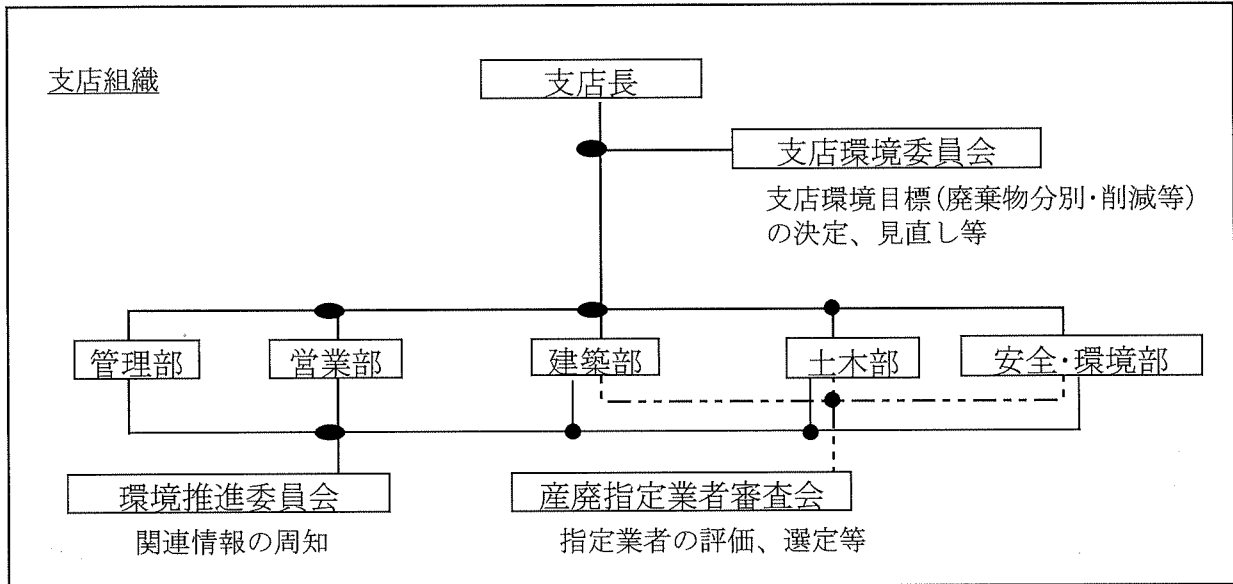 支店組織
支店長
支店環境委員会
支店環境目標(廃棄物分別･削減等)
の決定、見直し等
管理部
営業部
建築部
土木部
安全･環境部
環境推進委員会
産廃指定業者審査会
関連情報の周知
指定業者の評価、選定等